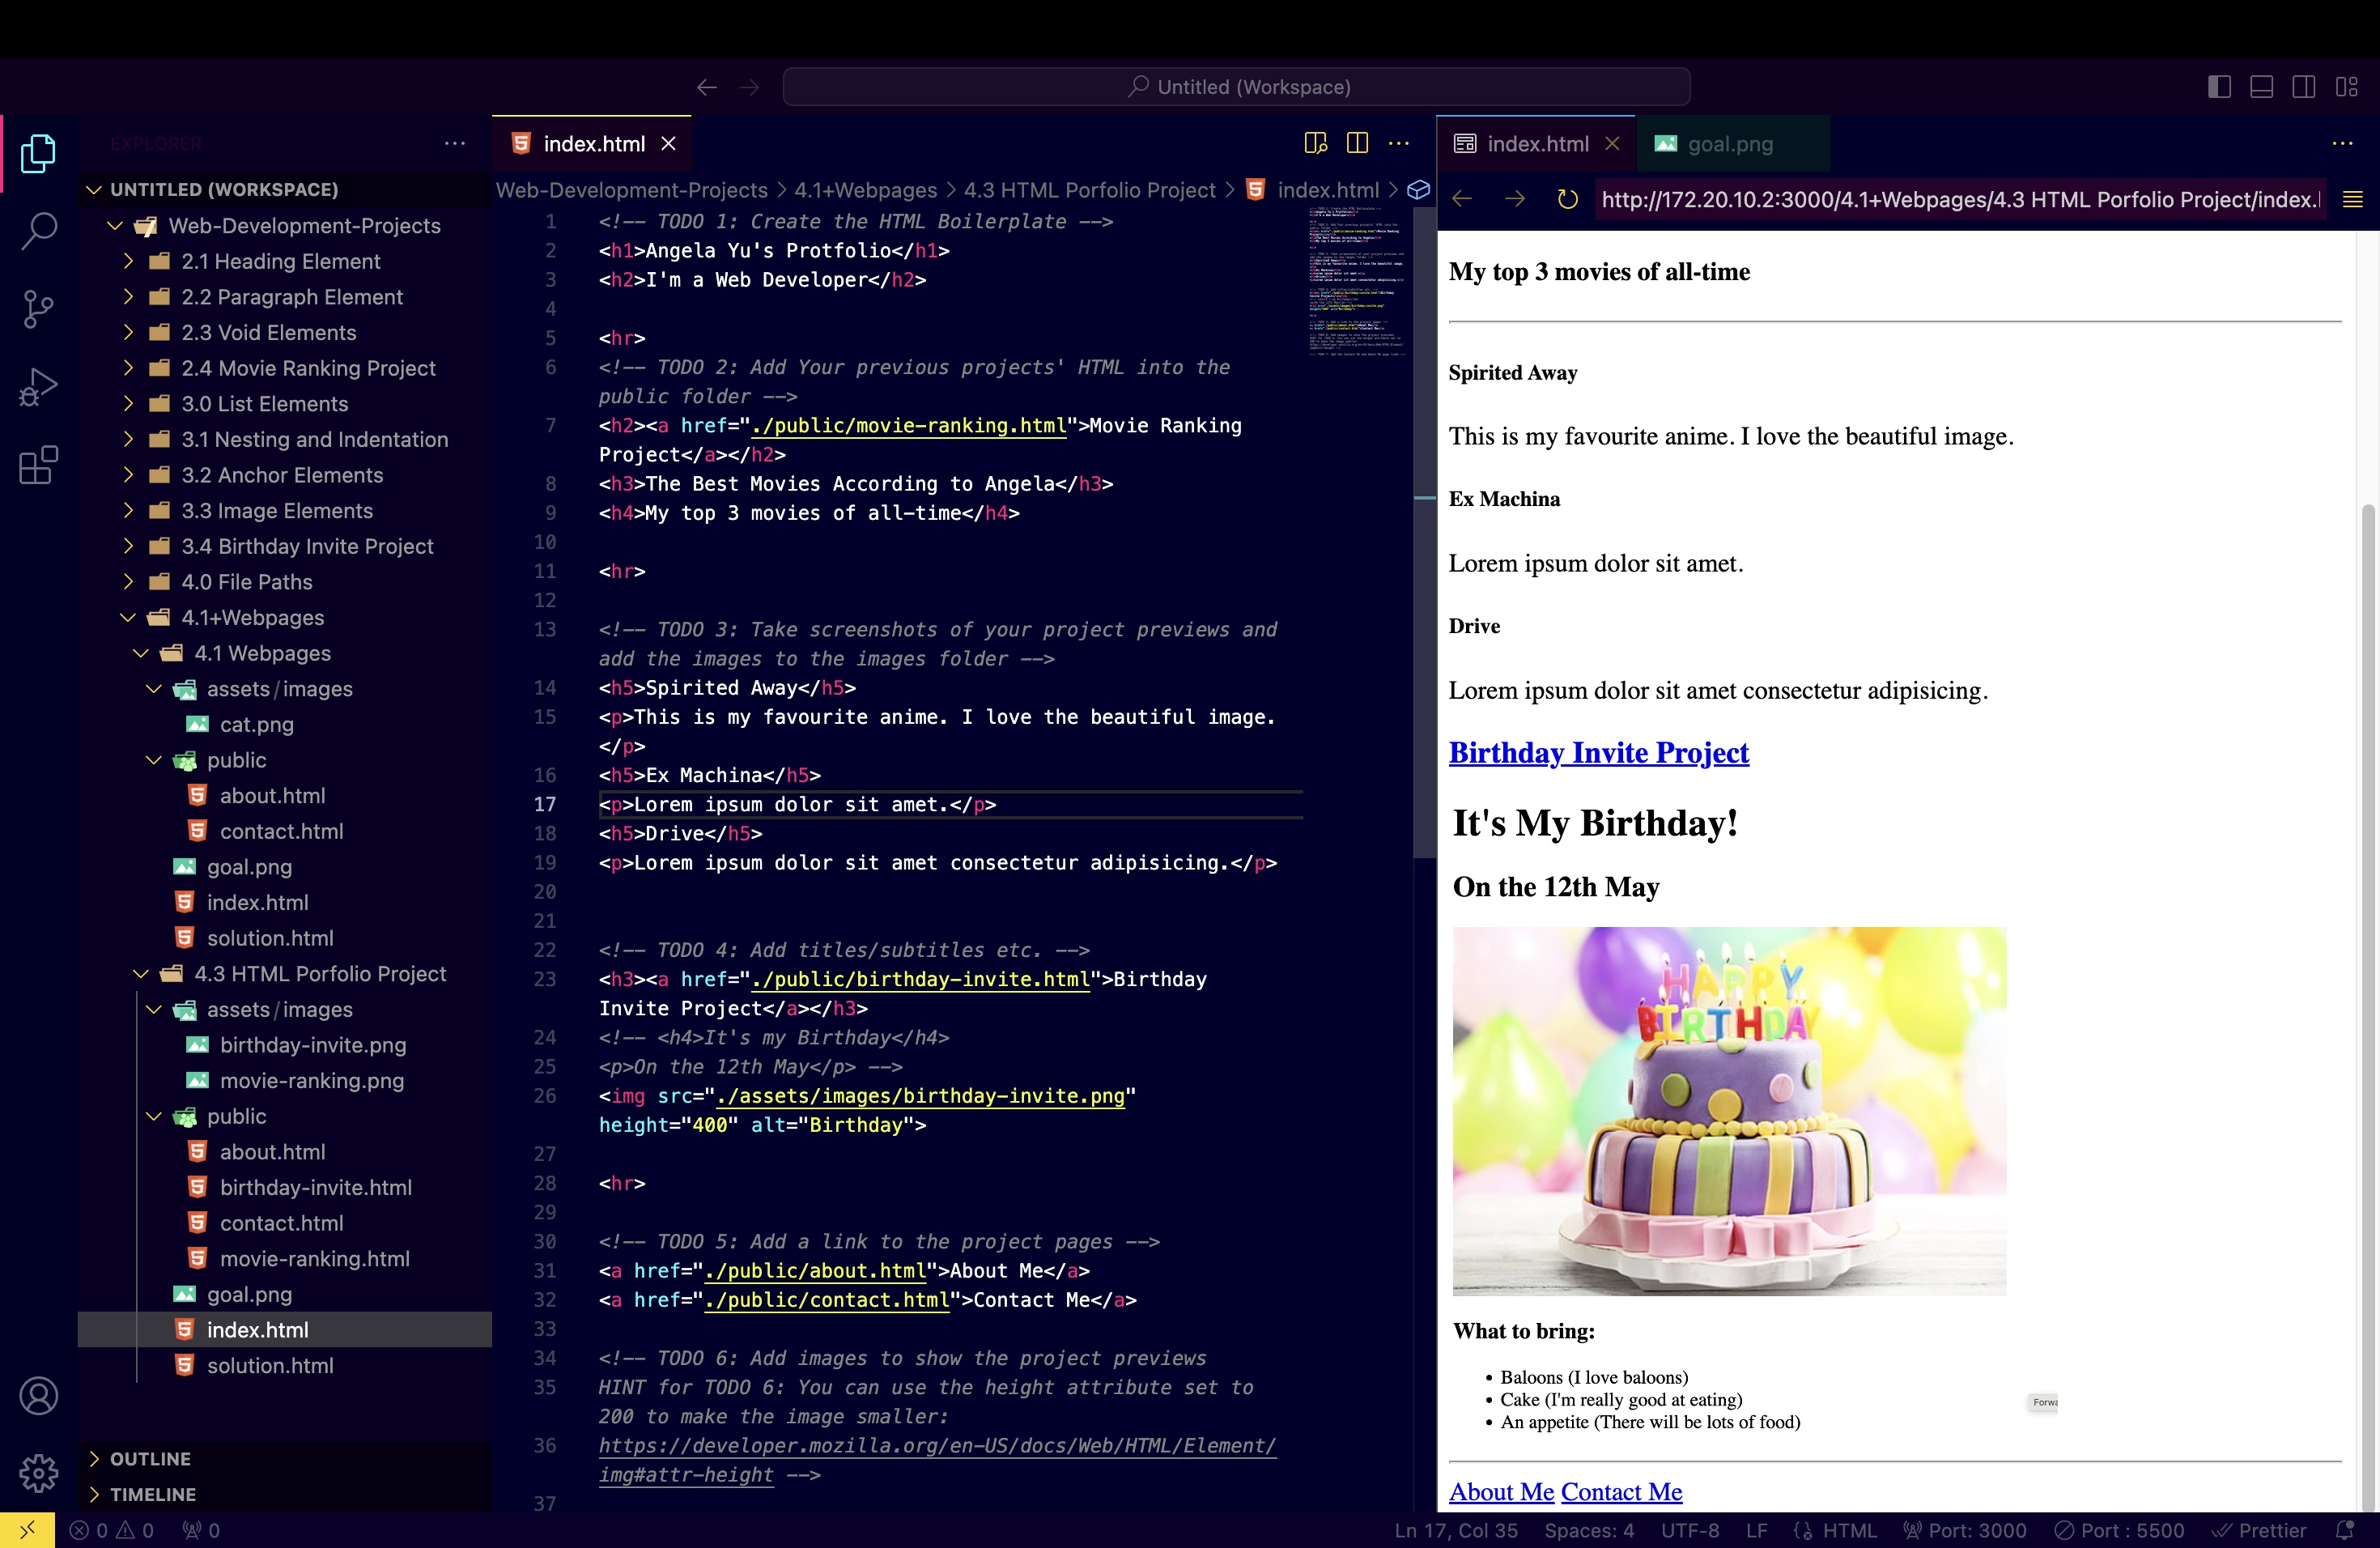 Untitled (Workspace)
EXPLORER
UNTITLED (WORKSPACE)
Web-Development-Projects
2.1 Heading Element
2.2 Paragraph Element
2.3 Void Elements
2.4 Movie Ranking Project
3.0 List Elements
3.1 Nesting and Indentation
3.2 Anchor Elements
3.3 Image Elements
3.4 Birthday Invite Project
4.0 File Paths
4.1+Webpages
4.1 Webpages
assets/images
cat.png
public
about.html
contact.html
goal.png
index.html
solution.html
4.3 HTML Porfolio Project
assets/images
birthday-invite.png
movie-ranking.png
public
about.html
birthday-invite.html
contact.html
movie-ranking.html
goal.png
index.html
solution.html
OUTLINE
TIMELINE
index.html
Web-Development-Projects > 4.1+Webpages > 4.3 HTML Porfolio Project > index.html >
1 <!-- TODO 1: Create the HTML Boilerplate -->
2 <h1>Angela Yu's Protfolio</h1>
3 <h2>I'm a Web Developer</h2>
4
5 <hr>
6 <!-- TODO 2: Add Your previous projects' HTML into the
public folder -->
7 <h2><a href="./public/movie-ranking.html">Movie Ranking
Project</a></h2>
8 <h3>The Best Movies According to Angela</h3>
9 <h4>My top 3 movies of all-time</h4>
10
11 <hr>
12
13 <!-- TODO 3: Take screenshots of your project previews and
add the images to the images folder -->
14 <h5>Spirited Away</h5>
15 <p>This is my favourite anime. I love the beautiful image.
</p>
16 <h5>Ex Machina</h5>
17 <p>Lorem ipsum dolor sit amet.</p>
18 <h5>Drive</h5>
19 <p>Lorem ipsum dolor sit amet consectetur adipisicing.</p>
20
21
22 <!-- TODO 4: Add titles/subtitles etc. -->
23 <h3><a href="./public/birthday-invite.html">Birthday
Invite Project</a></h3>
24 <!-- <h4>It's my Birthday</h4>
25 <p>On the 12th May</p> -->
26 <img src="./assets/images/birthday-invite.png"
height="400" alt="Birthday">
27
28 <hr>
29
30 <!-- TODO 5: Add a link to the project pages -->
31 <a href="./public/about.html">About Me</a>
32 <a href="./public/contact.html">Contact Me</a>
33
34 <!-- TODO 6: Add images to show the project previews
35 HINT for TODO 6: You can use the height attribute set to
200 to make the image smaller:
36 https://developer.mozilla.org/en-US/docs/Web/HTML/Element/
img#attr-height -->
37
index.html
goal.png
http://172.20.10.2:3000/4.1+Webpages/4.3 HTML Porfolio Project/index.
My top 3 movies of all-time
Spirited Away
This is my favourite anime. I love the beautiful image.
Ex Machina
Lorem ipsum dolor sit amet.
Drive
Lorem ipsum dolor sit amet consectetur adipisicing.
Birthday Invite Project
It's My Birthday!
On the 12th May
HAPPY
BIRTHDAY
What to bring:
Baloons (I love baloons)
Cake (I'm really good at eating)
An appetite (There will be lots of food)
Forwa
About Me Contact Me
0 0 0
Ln 17, Col 35 Spaces: 4 UTF-8 LF HTML Port: 3000 Port : 5500 Prettier